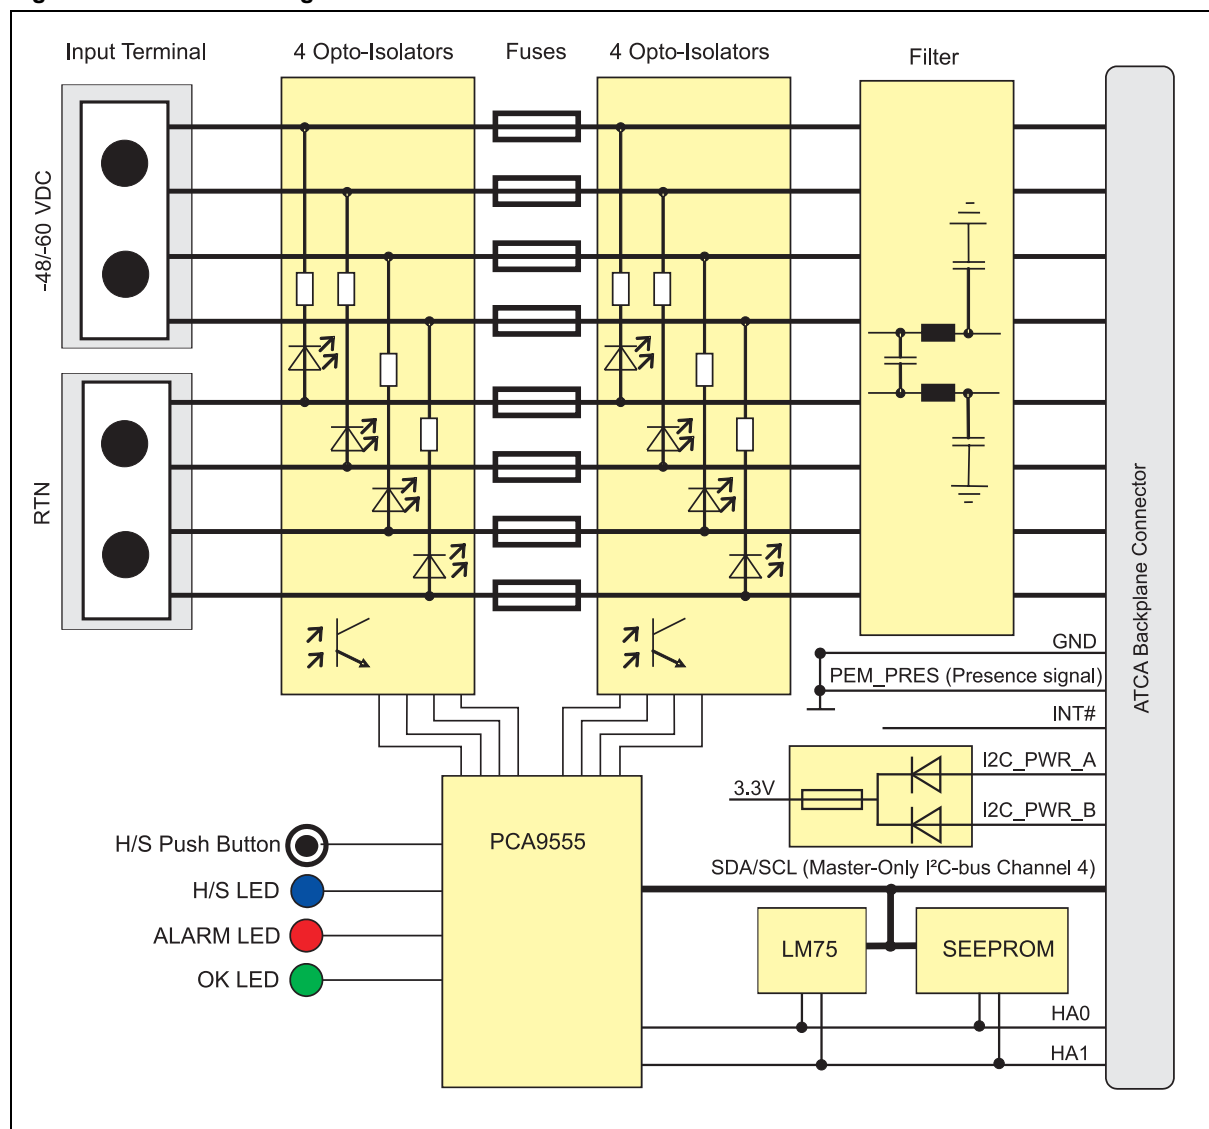 Input Terminal
4 Opto-Isolators
Fuses
4 Opto-Isolators
Filter
-48/-60 VDC
RTN
ATCA Backplane Connector
GND
PEM_PRES (Presence signal)
INT#
I2C_PWR_A
3.3V
I2C_PWR_B
H/S Push Button
PCA9555
SDA/SCL (Master-Only I²C-bus Channel 4)
H/S LED
ALARM LED
LM75
SEEPROM
OK LED
HA0
HA1